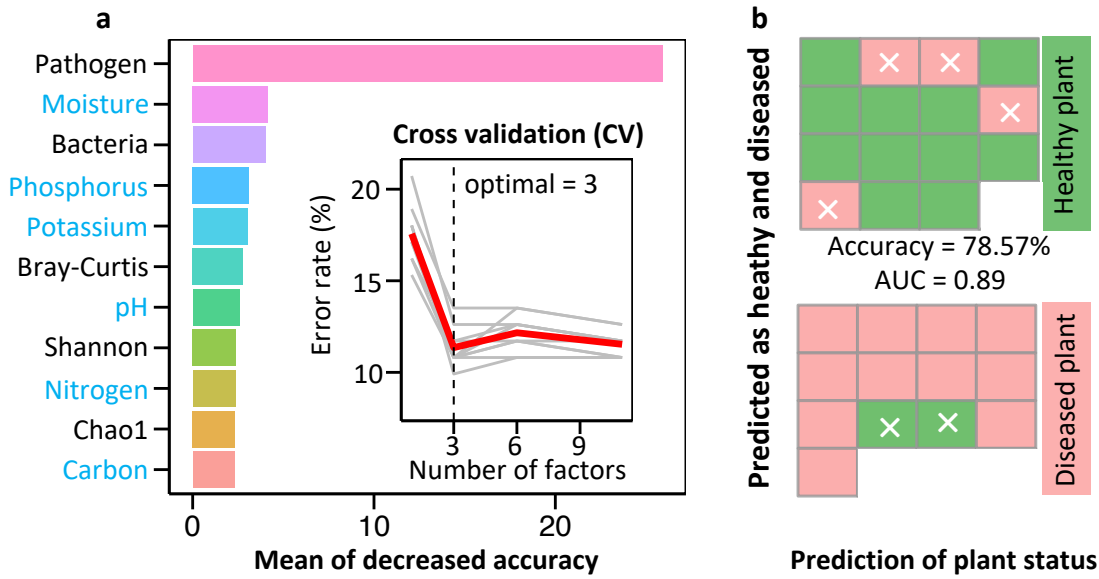 a
Pathogen
Moisture
Bacteria
Phosphorus
Potassium
Bray-Curtis
pH
Shannon
Nitrogen
Chao1
Carbon
0
10
20
Mean of decreased accuracy
Cross validation (CV)
optimal = 3
Error rate (%)
20
15
10
3
6
9
Number of factors
b
Predicted as heathy and diseased
Healthy plant
Accuracy = 78.57%
AUC = 0.89
Diseased plant
Prediction of plant status